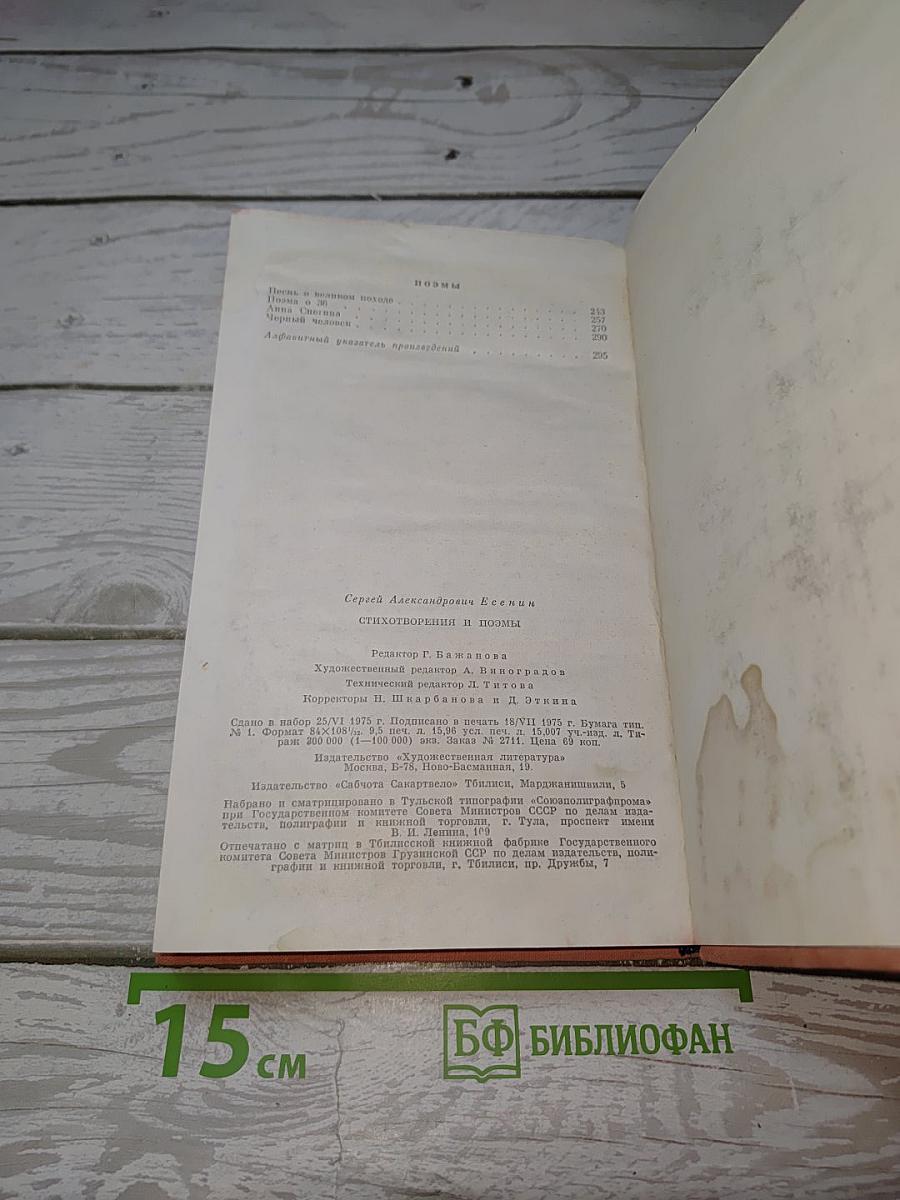 ПОЭМЫ
Песнь о великом походе . . . . . . . . . . . . 243
Поэма о 36 . . . . . . . . . . . . 257
Анна Снегина . . . . . . . . . . . . 270
Черный человек . . . . . . . . . . . . 290
Алфавитный указатель произведений . . . . . . . . . 295
Сергей Александрович Есенин
СТИХОТВОРЕНИЯ И ПОЭМЫ
Редактор Г. Бажанова
Художественный редактор А. Виноградов
Технический редактор Л. Титова
Корректоры Н. Шкарбанова и Д. Эткина
Сдано в набор 25/VI 1975 г. Подписано в печать 18/VII 1975 г. Бумага тип.
№ 1. Формат 84×108¹/₃₂. 9,5 печ. л. 15,96 усл. печ. л. 15,007 уч.-изд. л. Ти-
раж 300 000 (1—100 000) экз. Заказ № 2711. Цена 69 коп.
Издательство «Художественная литература»
Москва, Б-78, Ново-Басманная, 19.
Издательство «Сабчота Сакартвело» Тбилиси, Марджанишвили, 5
Набрано и сматрицировано в Тульской типографии «Союзполиграфпрома»
при Государственном комитете Совета Министров СССР по делам изда-
тельств, полиграфии и книжной торговли, г. Тула, проспект имени
В. И. Ленина, 109
Отпечатано с матриц в Тбилисской книжной фабрике Государственного
комитета Совета Министров Грузинской ССР по делам издательств, поли-
графии и книжной торговли, г. Тбилиси, пр. Дружбы, 7
15 см
БФ БИБЛИОФАН